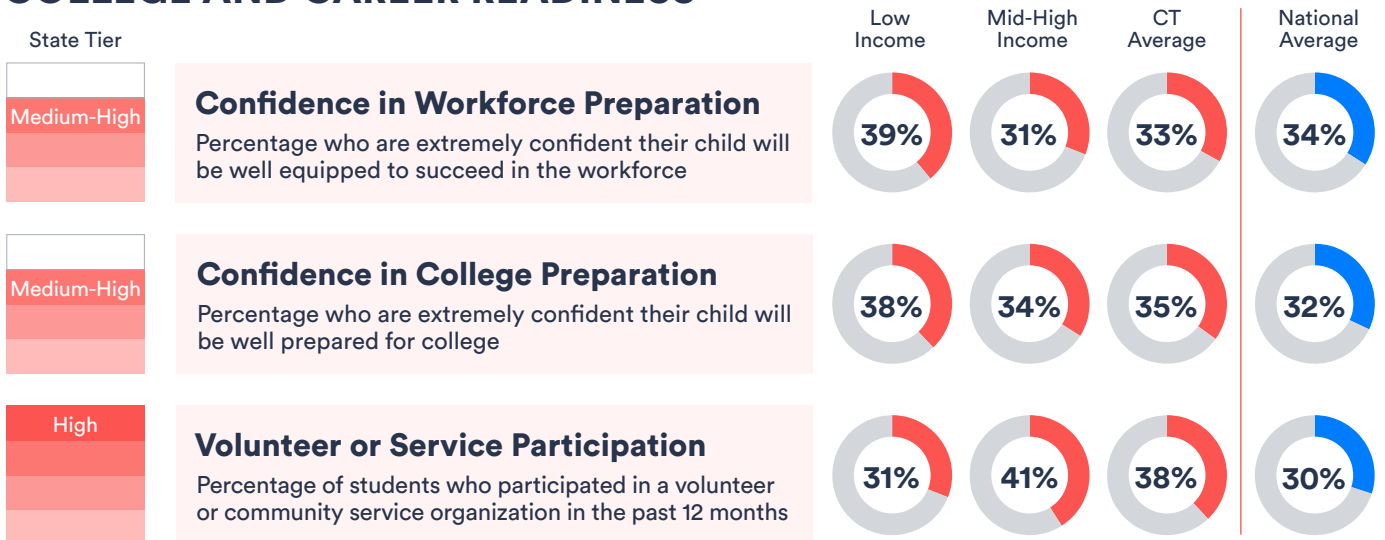 COLLEGE AND CAREER READINESS
State Tier
Low
Income
Mid-High
Income
CT
Average
National
Average
Medium-High
Confidence in Workforce Preparation
Percentage who are extremely confident their child will
be well equipped to succeed in the workforce
39%
31%
33%
34%
Medium-High
Confidence in College Preparation
Percentage who are extremely confident their child will
be well prepared for college
38%
34%
35%
32%
High
Volunteer or Service Participation
Percentage of students who participated in a volunteer
or community service organization in the past 12 months
31%
41%
38%
30%